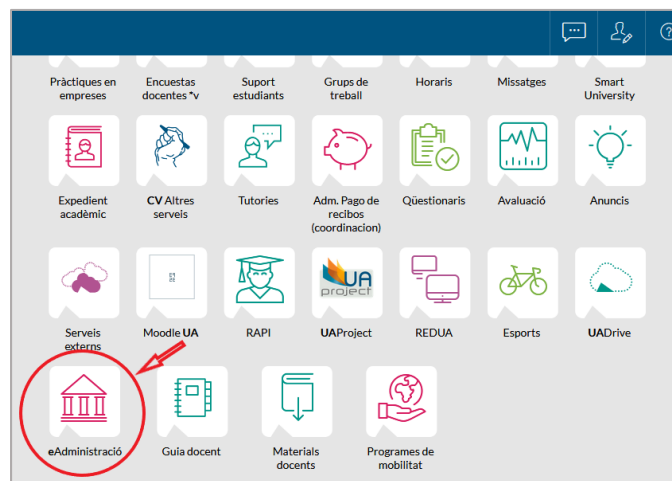 Pràctiques en empreses
Encuestas docentes *v
Suport estudiants
Grups de treball
Horaris
Missatges
Smart University
Expedient acadèmic
CV Altres serveis
Tutories
Adm. Pago de recibos (coordinacion)
Qüestionaris
Avaluació
Anuncis
UA
project
Serveis externs
Moodle UA
RAPI
UAProject
REDUA
Esports
UADrive
eAdministració
Guia docent
Materials docents
Programes de mobilitat